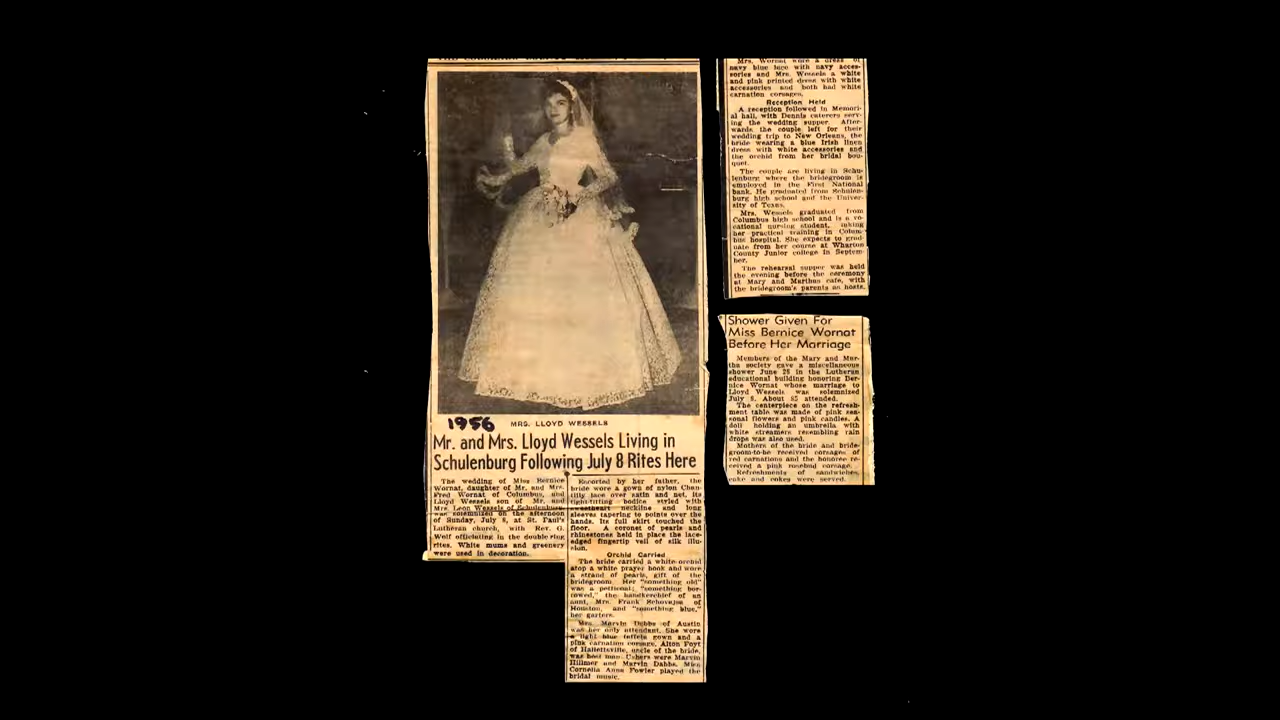 1956 MRS. LLOYD WESSELS
Mr. and Mrs. Lloyd Wessels Living in
Schulenburg Following July 8 Rites Here
The wedding of Miss Bernice
Wornat, daughter of Mr. and Mrs.
Fred Wornat of Columbus, and
Lloyd Wessels son of Mr. and
Mrs. Leon Wessels of Schulenburg,
was solemnized on the afternoon
of Sunday, July 8, at St. Paul's
Lutheran church, with Rev. G.
Wolf officiating in the double ring
rites. White mums and greenery
were used in decoration.
Escorted by her father, the
bride wore a gown of nylon Chan-
tilly lace over satin and net. Its
tight-fitting bodice styled with
sweetheart neckline and long
sleeves tapering to points over the
hands. Its full skirt touched the
floor. A coronet of pearls and
rhinestones held in place the lace-
edged fingertip veil of silk illu-
sion.
Orchid Carried
The bride carried a white orchid
atop a white prayer book and wore
a strand of pearls, gift of the
bridegroom. Her "something old"
was a petticoat; "something bor-
rowed," the handkerchief of an
aunt, Mrs. Frank of
Houston, and "something blue,"
her garters.
Mrs. Marvin Dabbs of Austin
was her only attendant. She wore
a light blue taffeta gown and a
pink carnation corsage. Alton Foyt
of Hallettsville, uncle of the bride,
was best man. Ushers were Marvin
Hillmer and Marvin Dabbs. Miss
Cornelia Anna Fowler played the
bridal music.
Mrs. Wornat wore a dress of
navy blue lace with navy acces-
sories and Mrs. Wessels a white
and pink printed dress with white
accessories and both had white
carnation corsages.
Reception Held
A reception followed in Memori-
al hall, with Dennis caterers serv-
ing the wedding supper. After-
wards the couple left for their
wedding trip to New Orleans, the
bride wearing a blue Irish linen
dress with white accessories and
the orchid from her bridal bou-
quet.
The couple are living in Schu-
lenburg where the bridegroom is
employed in the First National
bank. He graduated from Schulen-
burg high school and the Univer-
sity of Texas.
Mrs. Wessels graduated from
Columbus high school and is a vo-
cational nursing student, taking
her practical training in Colum-
bus hospital. She expects to grad-
uate from her course at Wharton
County Junior college in Septem-
ber.
The rehearsal supper was held
the evening before the ceremony
at Mary and Marthas cafe, with
the bridegroom's parents as hosts.
Shower Given For
Miss Bernice Wornat
Before Her Marriage
Members of the Mary and Mar-
tha society gave a miscellaneous
shower June 28 in the Lutheran
educational building honoring Ber-
nice Wornat whose marriage to
Lloyd Wessels was solemnized
July 8. About 85 attended.
The centerpiece on the refresh-
ment table was made of pink sea-
sonal flowers and pink candles. A
doll holding an umbrella with
white streamers resembling rain
drops was also used.
Mothers of the bride and bride-
groom-to-be received corsages of
red carnations and the honoree re-
ceived a pink rosebud corsage.
Refreshments of sandwiches,
cake and cokes were served.